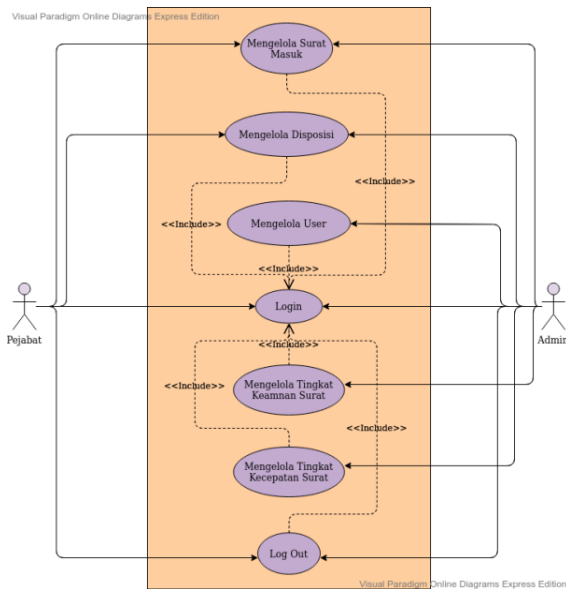 Visual Paradigm Online Diagrams Express Edition
Mengelola Surat
Masuk
Mengelola Disposisi
<<Include>>
<<Include>>
Mengelola User
<<Include>>
Login
Pejabat
Admin
<<Include>>
Mengelola Tingkat
Keamnan Surat
<<Include>>
<<Include>>
Mengelola Tingkat
Kecepatan Surat
Log Out
Visual Paradigm Online Diagrams Express Edition